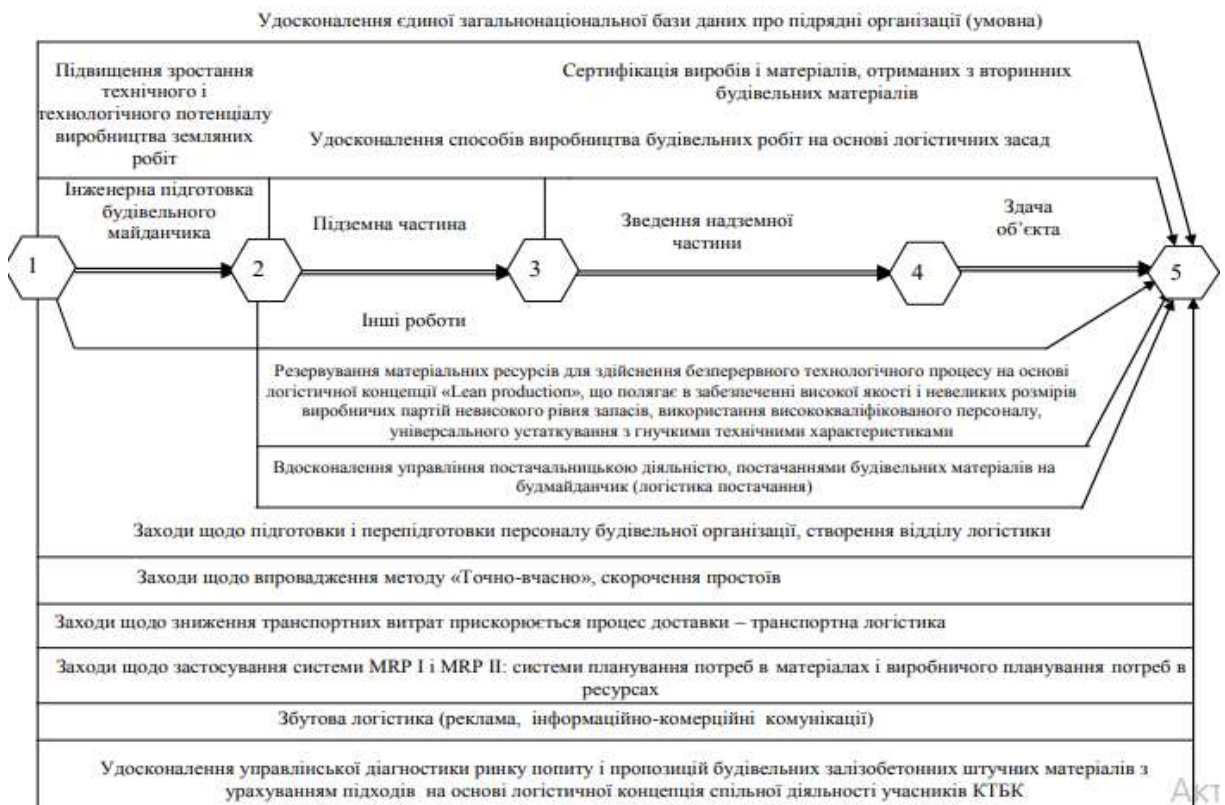 Удосконалення єдиної загальнонаціональної бази даних про підрядні організації (умовна)
Підвищення зростання
технічного і
технологічного потенціалу
виробництва земляних
робіт
Сертифікація виробів і матеріалів, отриманих з вторинних
будівельних матеріалів
Удосконалення способів виробництва будівельних робіт на основі логістичних засад
Інженерна підготовка
будівельного
майданчика
Підземна частина
Зведення надземної
частини
Здача
об’єкта
1
2
3
4
5
Інші роботи
Резервування матеріальних ресурсів для здійснення безперервного технологічного процесу на основі
логістичної концепції «Lean production», що полягає в забезпеченні високої якості і невеликих розмірів
виробничих партій невисокого рівня запасів, використання висококваліфікованого персоналу,
універсального устаткування з гнучкими технічними характеристиками
Вдосконалення управління постачальницькою діяльністю, постачаннями будівельних матеріалів на
будмайданчик (логістика постачання)
Заходи щодо підготовки і перепідготовки персоналу будівельної організації, створення відділу логістики
Заходи щодо впровадження методу «Точно-вчасно», скорочення простоїв
Заходи щодо зниження транспортних витрат прискорюється процес доставки – транспортна логістика
Заходи щодо застосування системи MRP I і MRP II: системи планування потреб в матеріалах і виробничого планування потреб в
ресурсах
Збутова логістика (реклама, інформаційно-комерційні комунікації)
Удосконалення управлінської діагностики ринку попиту і пропозицій будівельних залізобетонних штучних матеріалів з
урахуванням підходів на основі логістичної концепція спільної діяльності учасників КТБК
Акт